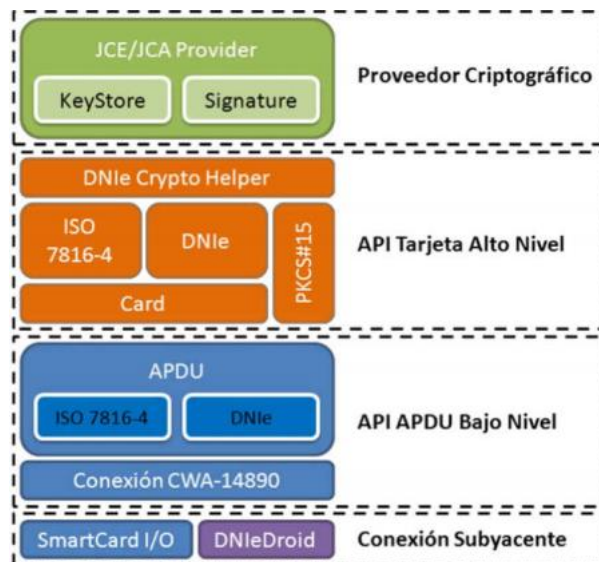 JCE/JCA Provider
KeyStore
Signature
Proveedor Criptográfico
DNIe Crypto Helper
ISO
7816-4
DNIe
PKCS#15
Card
API Tarjeta Alto Nivel
APDU
ISO 7816-4
DNIe
Conexión CWA-14890
API APDU Bajo Nivel
SmartCard I/O
DNIeDroid
Conexión Subyacente